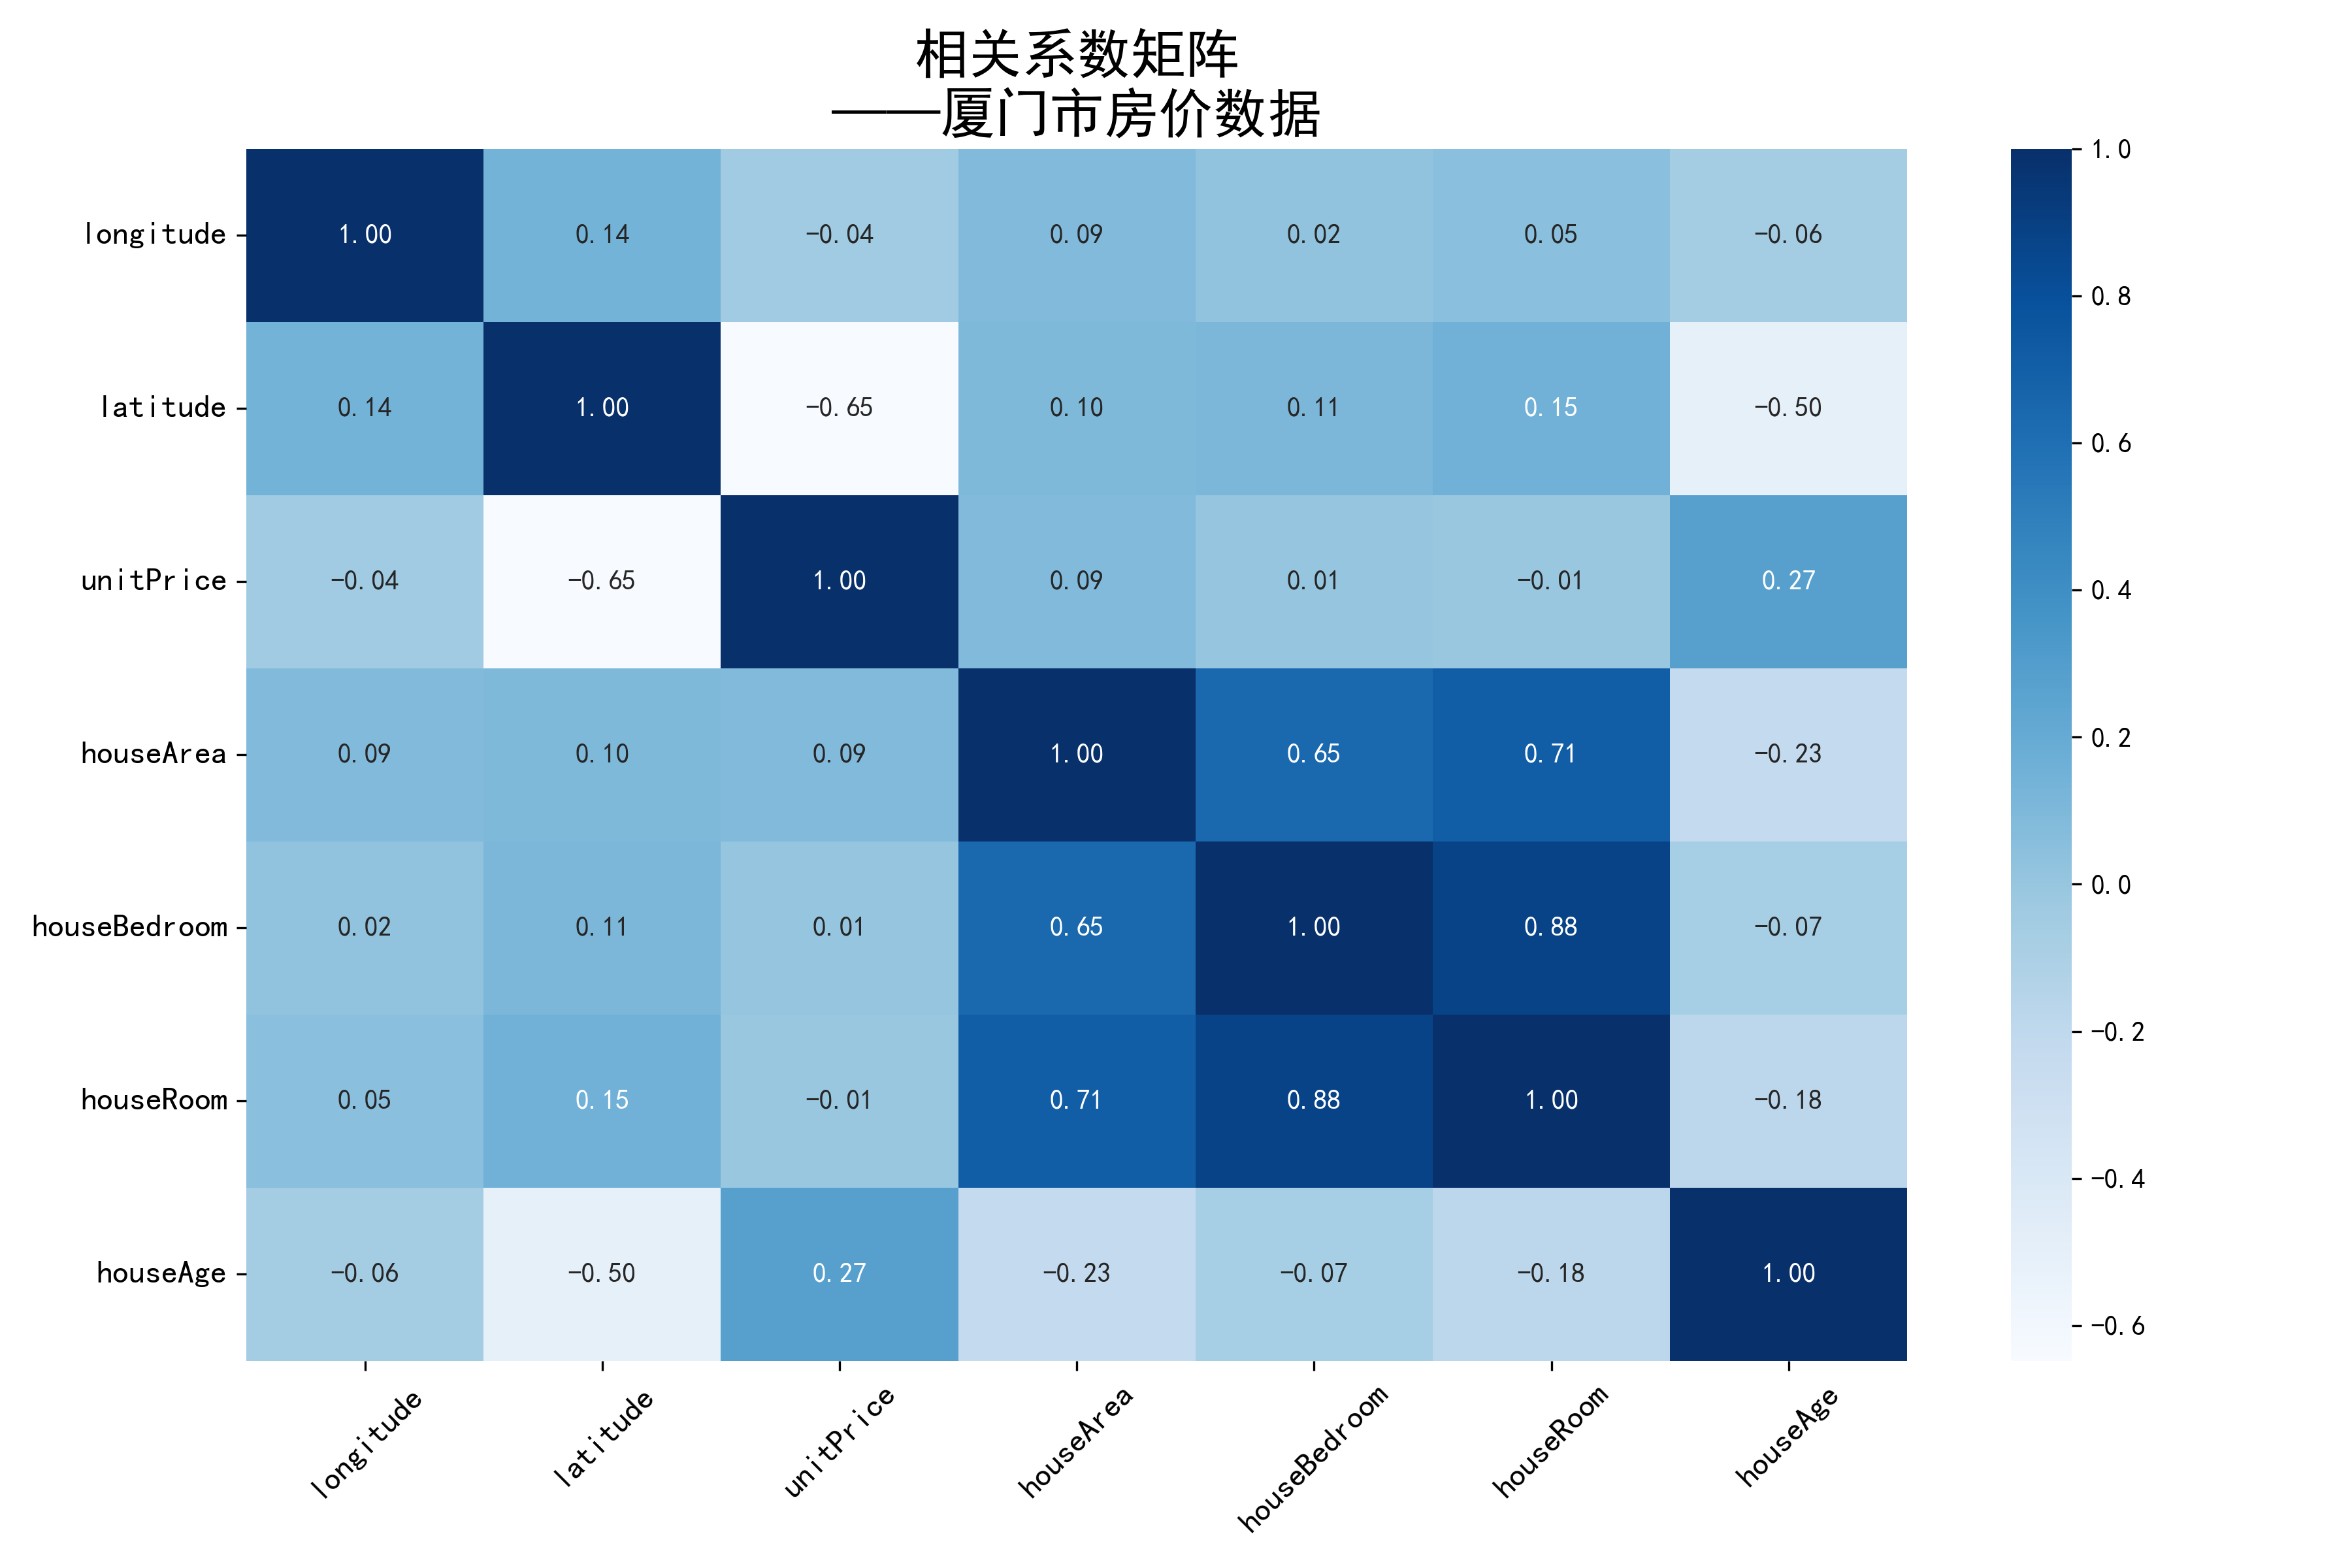 相关系数矩阵
——厦门市房价数据
longitude 1.00 0.14 -0.04 0.09 0.02 0.05 -0.06
latitude 0.14 1.00 -0.65 0.10 0.11 0.15 -0.50
unitPrice -0.04 -0.65 1.00 0.09 0.01 -0.01 0.27
houseArea 0.09 0.10 0.09 1.00 0.65 0.71 -0.23
houseBedroom 0.02 0.11 0.01 0.65 1.00 0.88 -0.07
houseRoom 0.05 0.15 -0.01 0.71 0.88 1.00 -0.18
houseAge -0.06 -0.50 0.27 -0.23 -0.07 -0.18 1.00
longitude latitude unitPrice houseArea houseBedroom houseRoom houseAge
1.0
0.8
0.6
0.4
0.2
0.0
-0.2
-0.4
-0.6